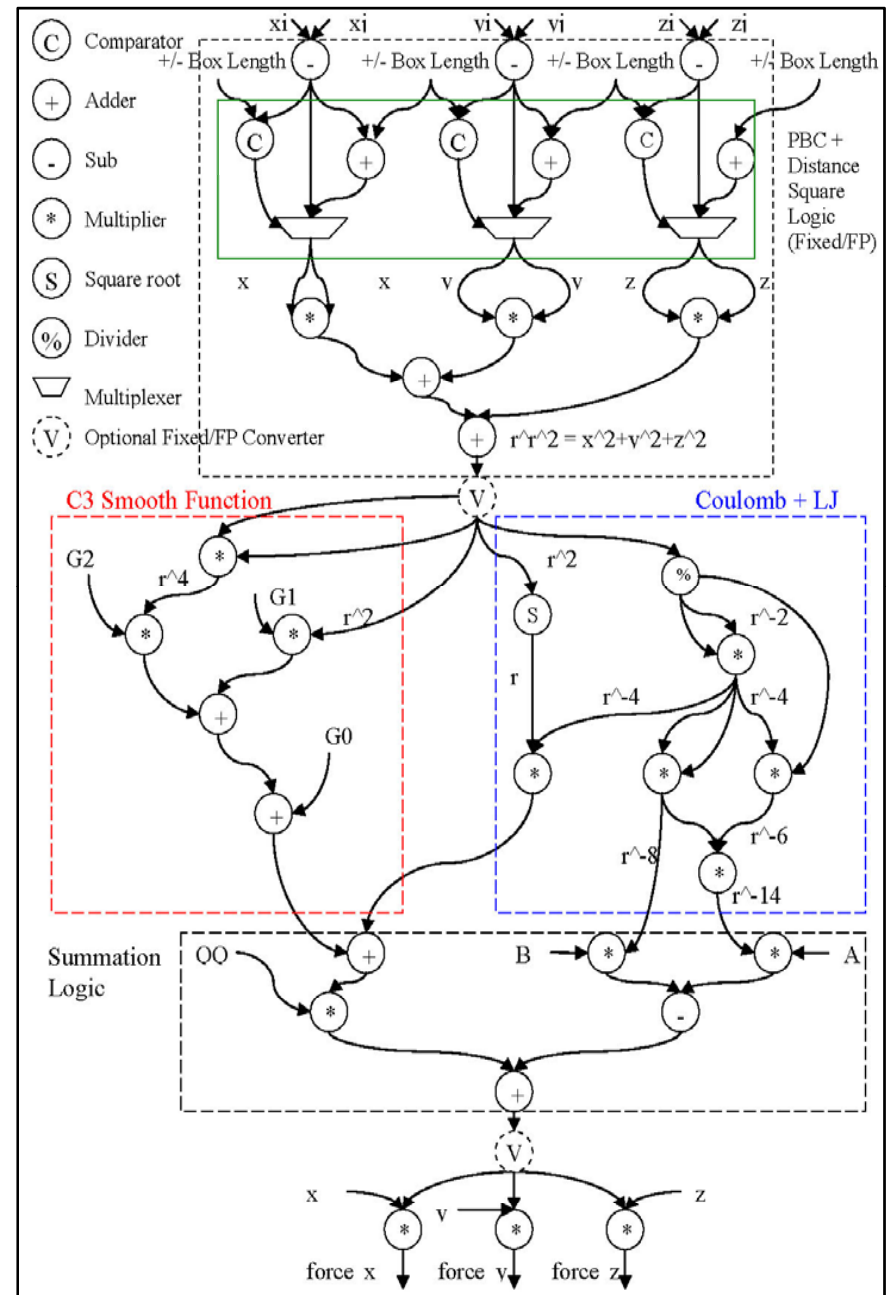 xi xj vi vj zi zj
+/- Box Length +/- Box Length +/- Box Length +/- Box Length
- - -
C Comparator
+ Adder
- Sub
* Multiplier
S Square root
% Divider
Multiplexer
V Optional Fixed/FP Converter
C + C + C +
PBC +
Distance
Square
Logic
(Fixed/FP)
x x v v z z
* * *
+
+ r^r^2 = x^2+v^2+z^2
V
C3 Smooth Function
Coulomb + LJ
* r^2 %
G2 r^4 G1 r^2 S r^-2
* * *
r r^-4 r^-4
+
G0 * * *
+ r^-8 r^-6
*
r^-14
Summation
Logic
QQ + B * * A
* -
+
V
x v z
* * *
force x force v force z